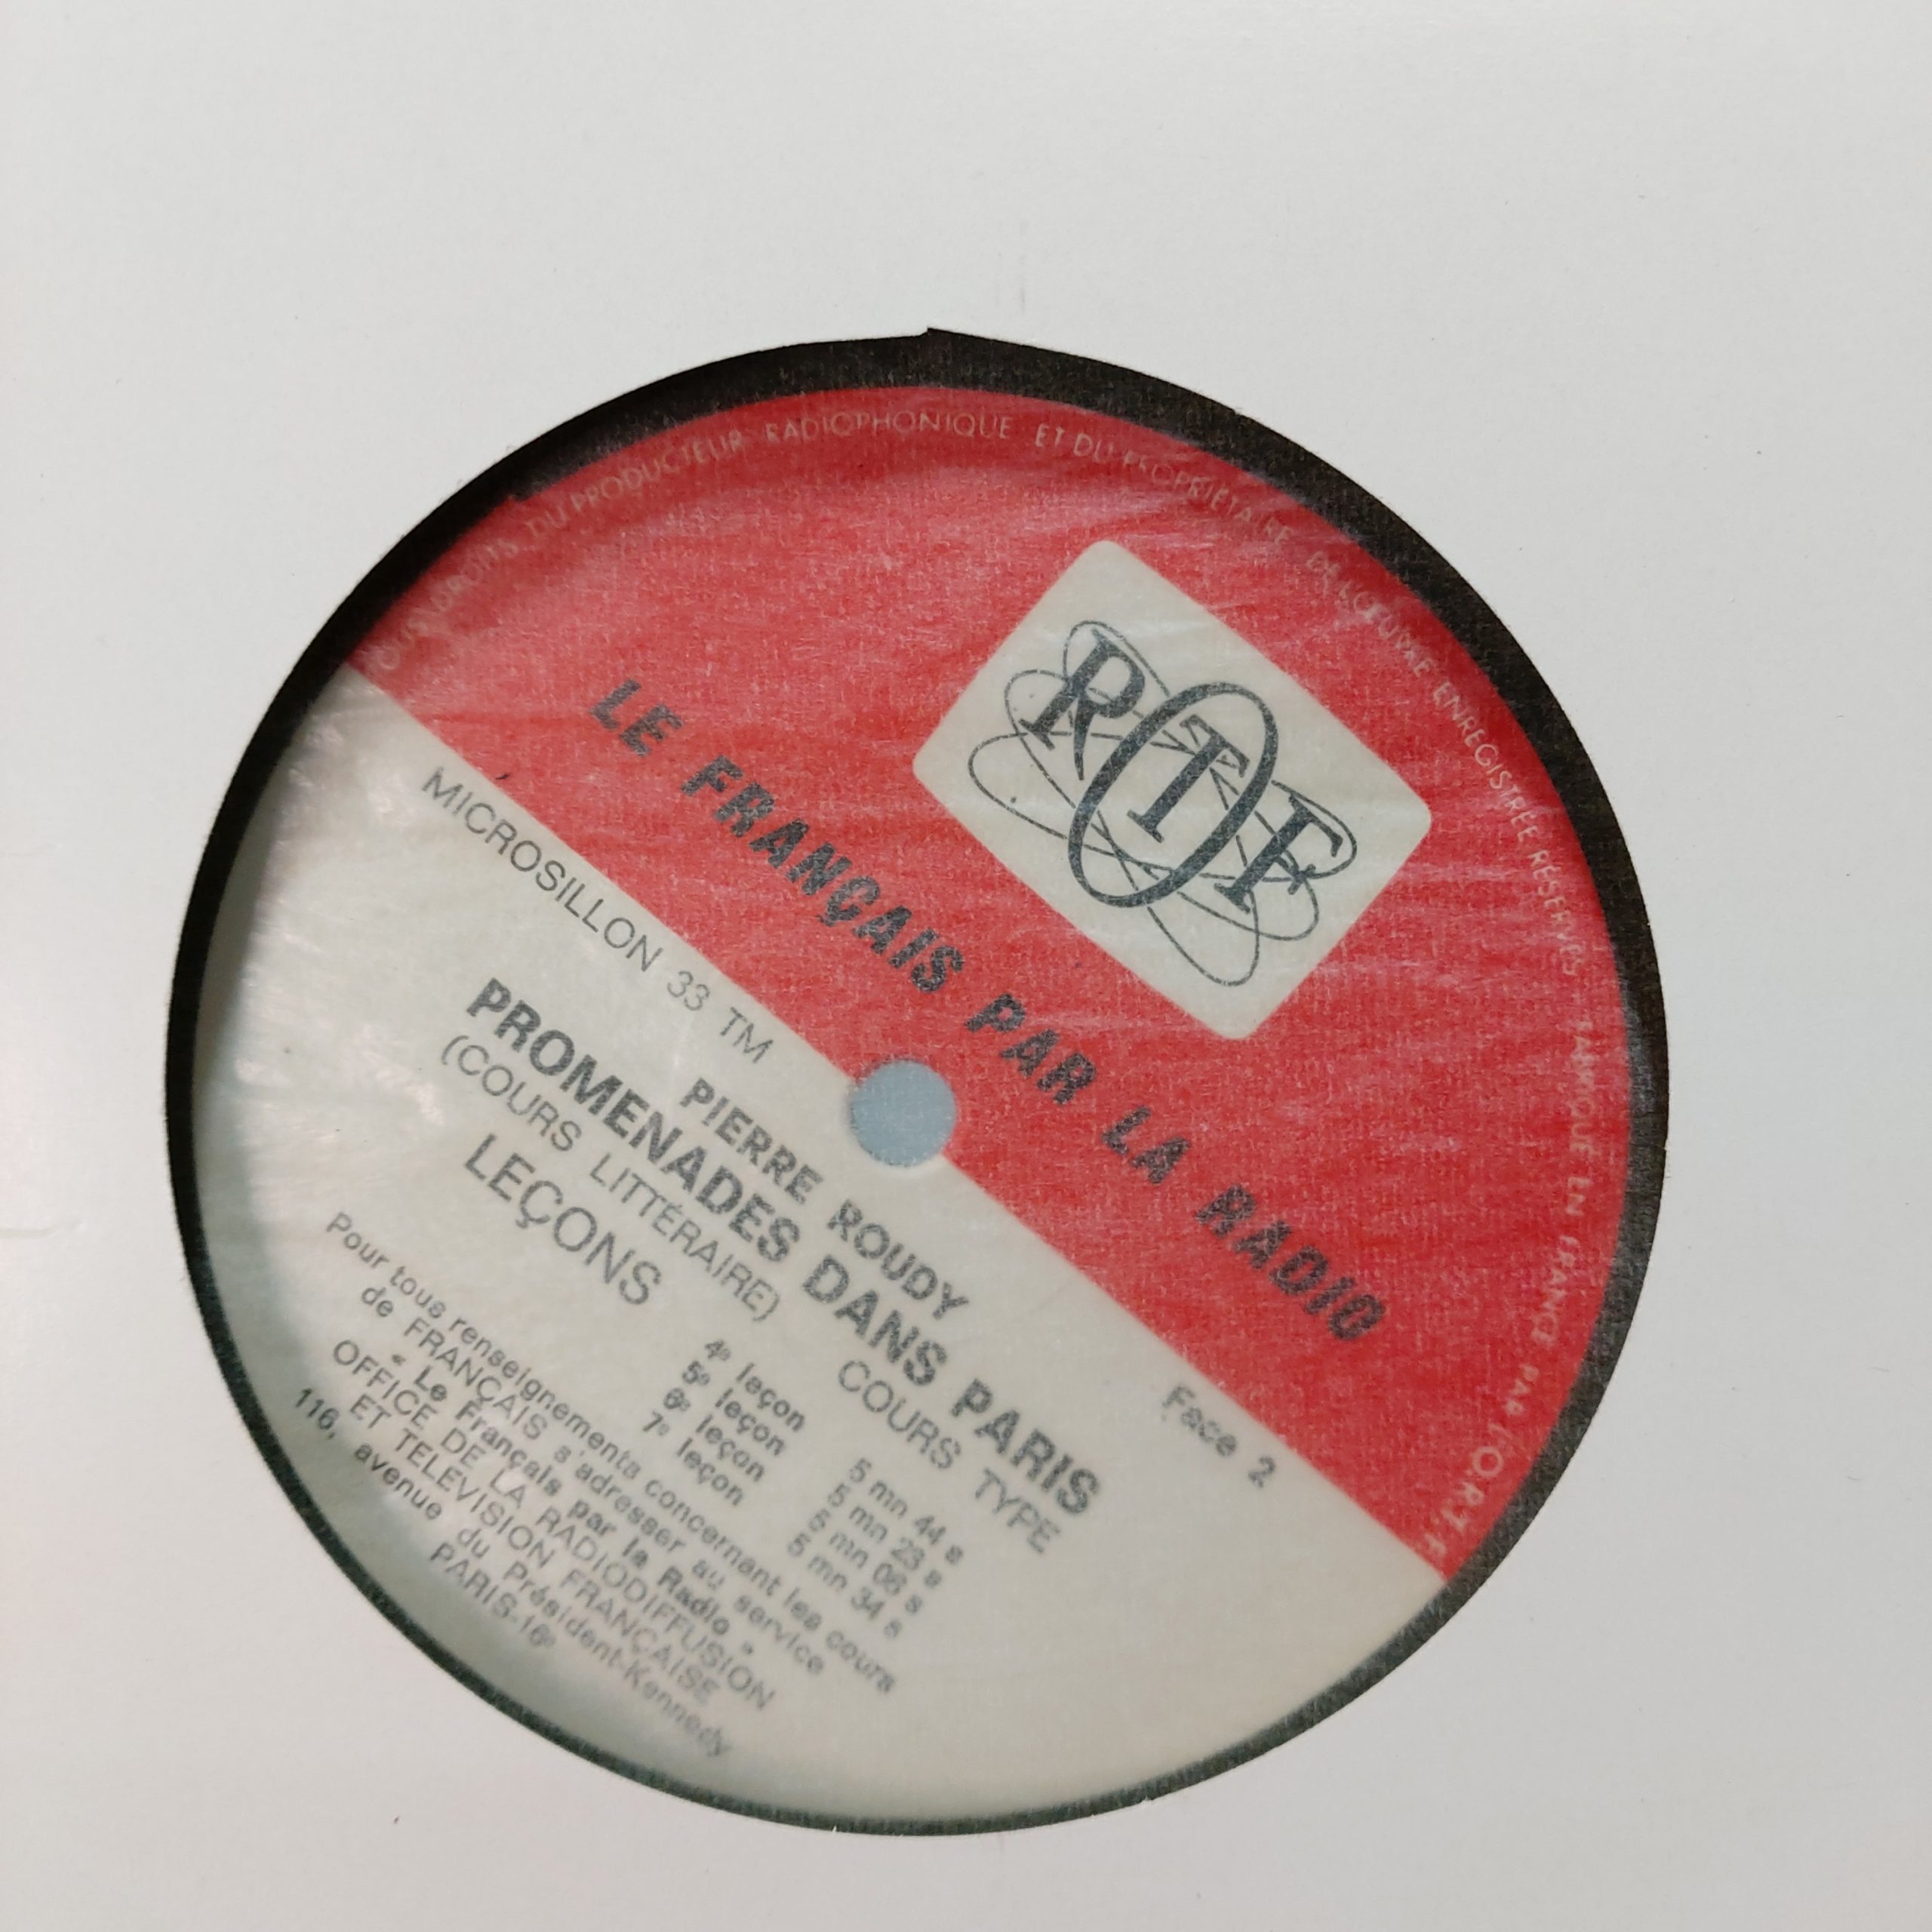 DROITS DU PRODUCTEUR RADIOPHONIQUE ET DU PROPRIÉTAIRE DE L'ŒUVRE ENREGISTRÉE RÉSERVÉS FABRIQUÉ EN FRANCE PAR L'O.R.T.F.
ORTF
LE FRANÇAIS PAR LA RADIO
MICROSILLON 33 TM
Face 2
PIERRE ROUDY
PROMENADES DANS PARIS
(COURS LITTÉRAIRE) COURS TYPE
LEÇONS
4e leçon 5 mn 44 s
5e leçon 5 mn 23 s
6e leçon 5 mn 06 s
7e leçon 5 mn 34 s
Pour tous renseignements concernant les cours
de FRANÇAIS s'adresser au service
« Le Français par la Radio »
OFFICE DE LA RADIODIFFUSION
ET TELEVISION FRANÇAISE
116, avenue du Président-Kennedy
PARIS-16e